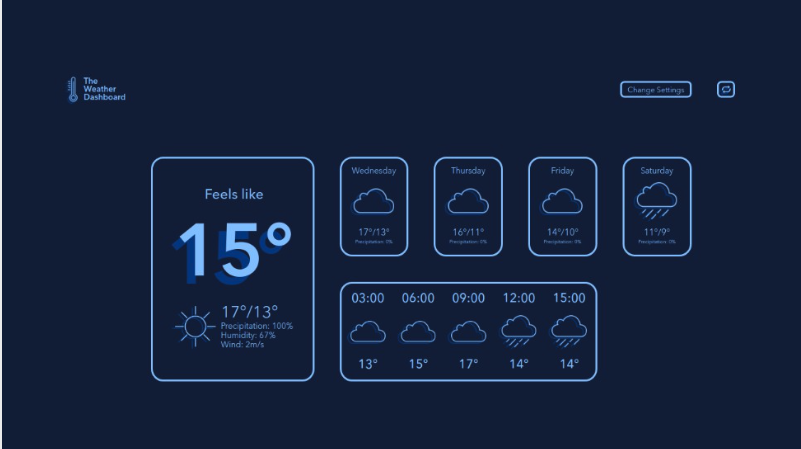 The
Weather
Dashboard
Change Settings
Feels like
15°
17°/13°
Precipitation: 100%
Humidity: 67%
Wind: 2m/s
Wednesday
17°/13°
Precipitation: 0%
Thursday
16°/11°
Precipitation: 0%
Friday
14°/10°
Precipitation: 0%
Saturday
11°/9°
Precipitation: 0%
03:00 06:00 09:00 12:00 15:00
13° 15° 17° 14° 14°